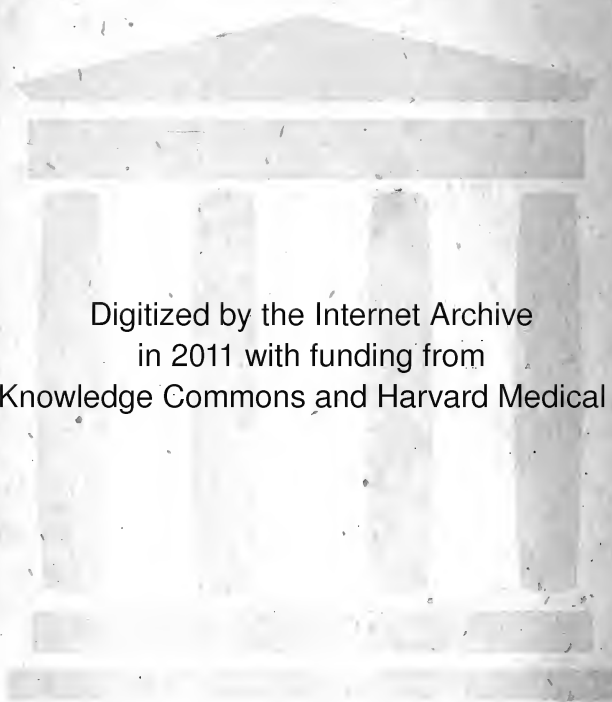 Digitized by the Internet Archive
in 2011 with funding from
Knowledge Commons and Harvard Medical